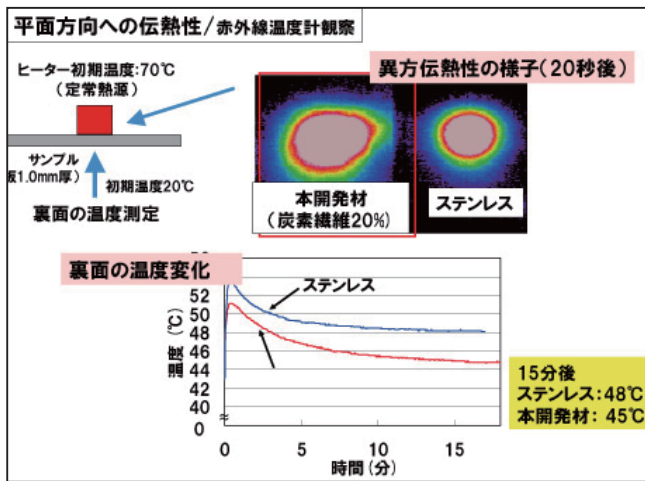 平面方向への伝熱性/赤外線温度計観察
ヒーター初期温度:70℃
(定常熱源)
サンプル
板1.0mm厚)
初期温度20℃
裏面の温度測定
異方伝熱性の様子(20秒後)
本開発材
(炭素繊維20%)
ステンレス
裏面の温度変化
ステンレス
温度 (℃)
52
50
48
46
44
42
40
0
0 5 10 15
時間(分)
15分後
ステンレス:48℃
本開発材: 45℃